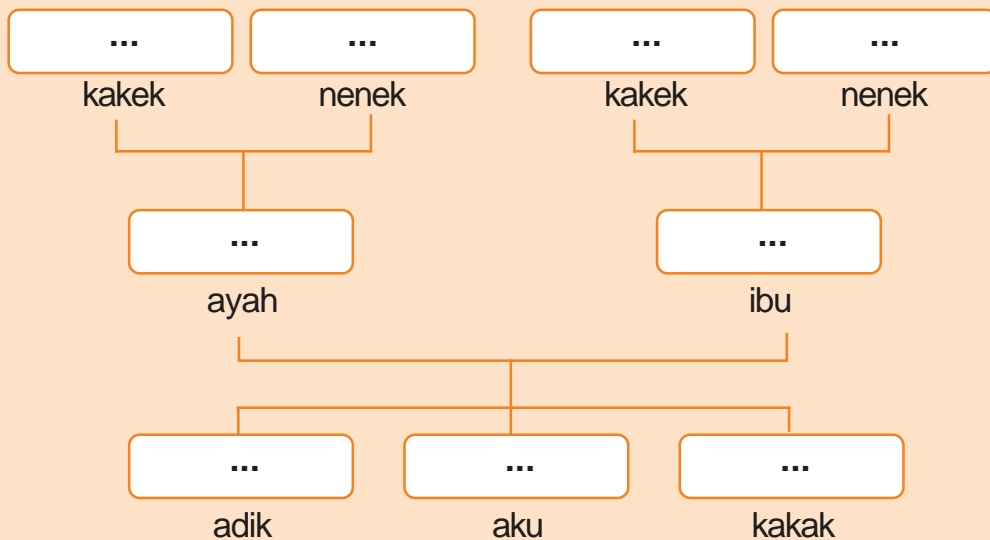 ... ... ... ...
kakek nenek kakek nenek
... ...
ayah ibu
... ... ...
adik aku kakak